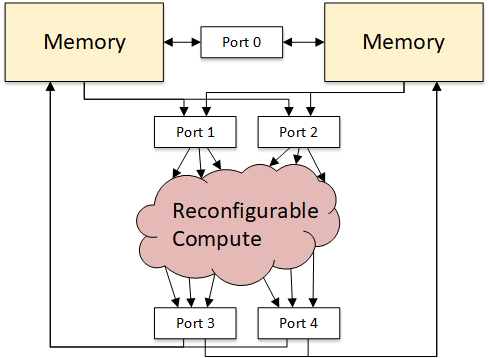 Memory
Port 0
Memory
Port 1
Port 2
Reconfigurable
Compute
Port 3
Port 4